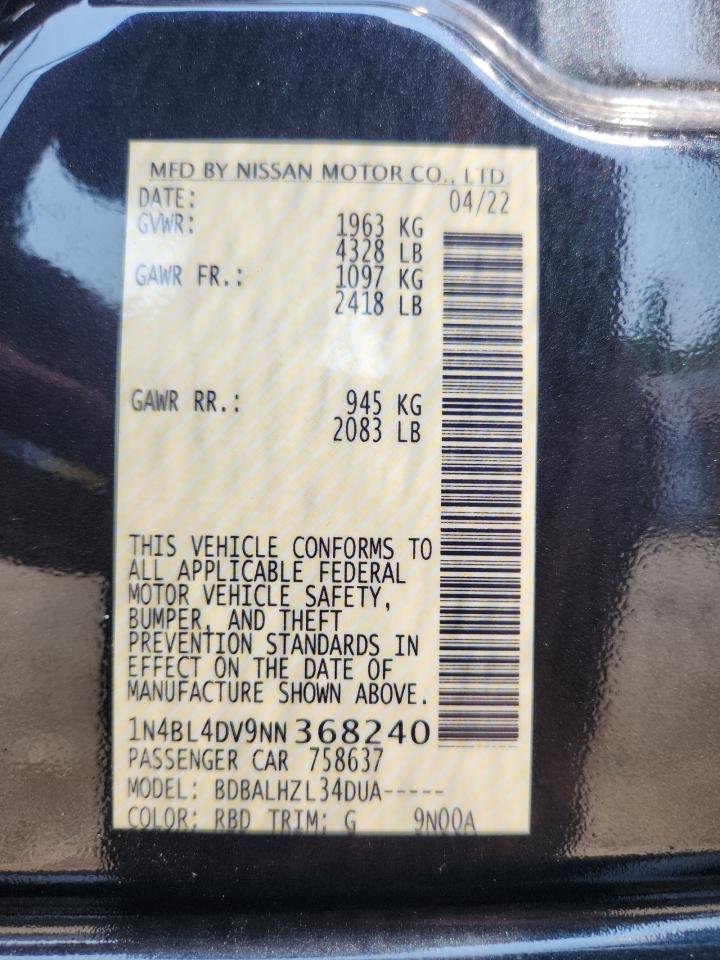 MFD BY NISSAN MOTOR CO., LTD
DATE: 04/22
GVWR: 1963 KG
4328 LB
GAWR FR.: 1097 KG
2418 LB
GAWR RR.: 945 KG
2083 LB
THIS VEHICLE CONFORMS TO
ALL APPLICABLE FEDERAL
MOTOR VEHICLE SAFETY,
BUMPER, AND THEFT
PREVENTION STANDARDS IN
EFFECT ON THE DATE OF
MANUFACTURE SHOWN ABOVE.
1N4BL4DV9NN368240
PASSENGER CAR 758637
MODEL: BDBALHZL34DUA-----
COLOR: RBD TRIM: G 9N00A